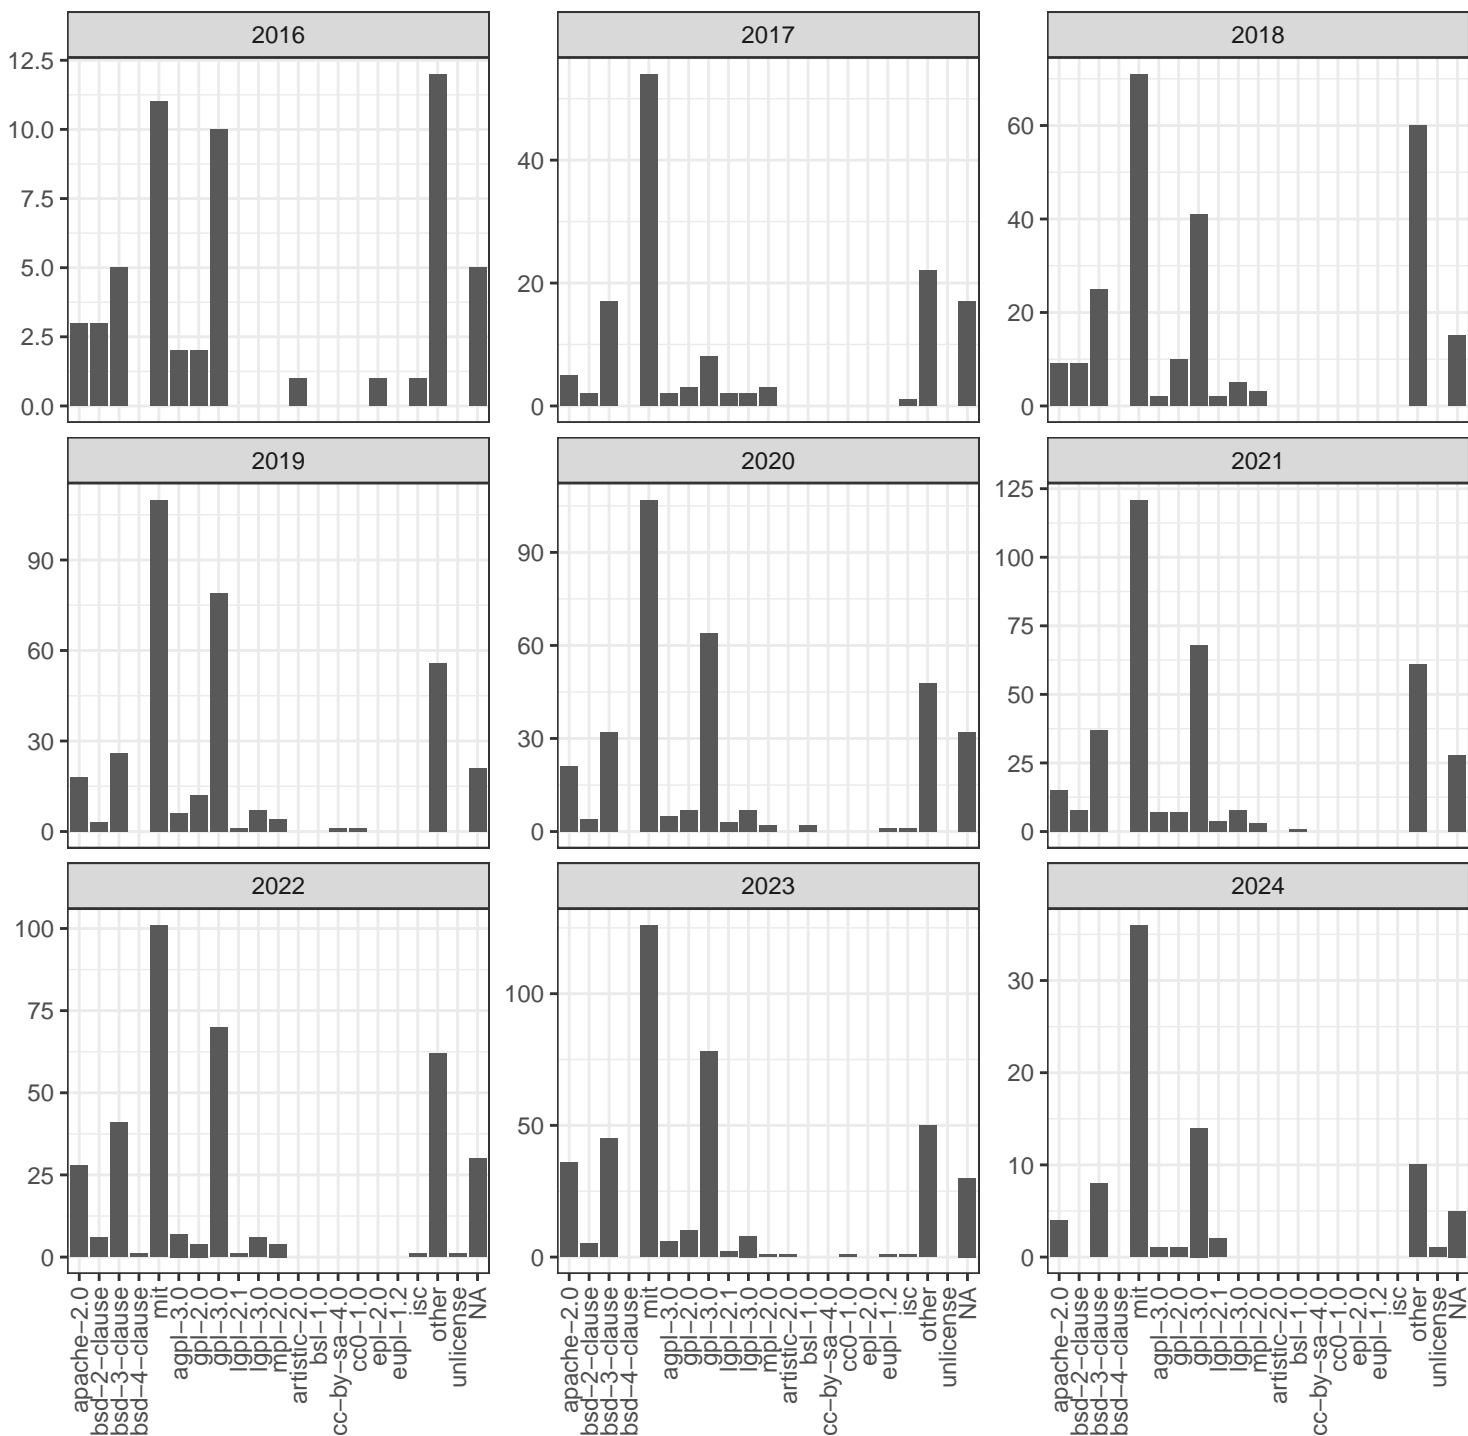 2016
2017
2018
12.5
10.0
7.5
5.0
2.5
0.0
40
20
0
60
40
20
0
2019
2020
2021
90
60
30
0
90
60
30
0
125
100
75
50
25
0
2022
2023
2024
100
75
50
25
0
100
50
0
30
20
10
0
apache−2.0
bsd−2−clause
bsd−3−clause
bsd−4−clause
mit
agpl−3.0
gpl−2.0
gpl−3.0
lgpl−2.1
lgpl−3.0
mpl−2.0
artistic−2.0
bsl−1.0
cc−by−sa−4.0
cc0−1.0
epl−2.0
eupl−1.2
isc
other
unlicense
NA
apache−2.0
bsd−2−clause
bsd−3−clause
bsd−4−clause
mit
agpl−3.0
gpl−2.0
gpl−3.0
lgpl−2.1
lgpl−3.0
mpl−2.0
artistic−2.0
bsl−1.0
cc−by−sa−4.0
cc0−1.0
epl−2.0
eupl−1.2
isc
other
unlicense
NA
apache−2.0
bsd−2−clause
bsd−3−clause
bsd−4−clause
mit
agpl−3.0
gpl−2.0
gpl−3.0
lgpl−2.1
lgpl−3.0
mpl−2.0
artistic−2.0
bsl−1.0
cc−by−sa−4.0
cc0−1.0
epl−2.0
eupl−1.2
isc
other
unlicense
NA